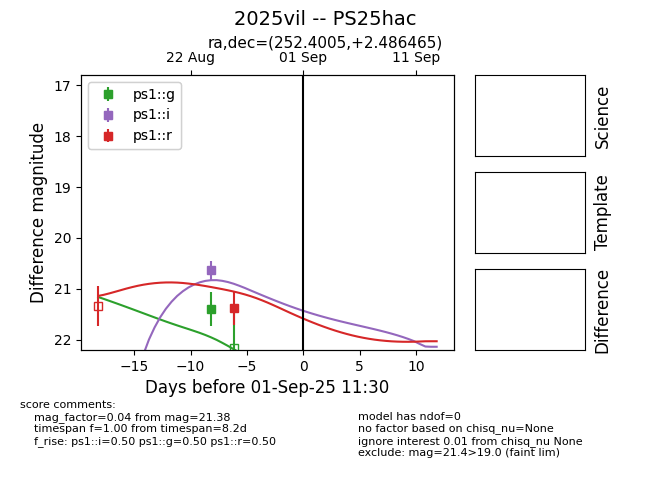 2025vil -- PS25hac
ra,dec=(252.4005,+2.486465)
22 Aug 01 Sep 11 Sep
ps1::g
ps1::i
ps1::r
17
18
19
20
21
22
Difference magnitude
−15 −10 −5 0 5 10
Days before 01-Sep-25 11:30
Science
Template
Difference
score comments:
mag_factor=0.04 from mag=21.38
timespan f=1.00 from timespan=8.2d
f_rise: ps1::i=0.50 ps1::g=0.50 ps1::r=0.50
model has ndof=0
no factor based on chisq_nu=None
ignore interest 0.01 from chisq_nu None
exclude: mag=21.4>19.0 (faint lim)